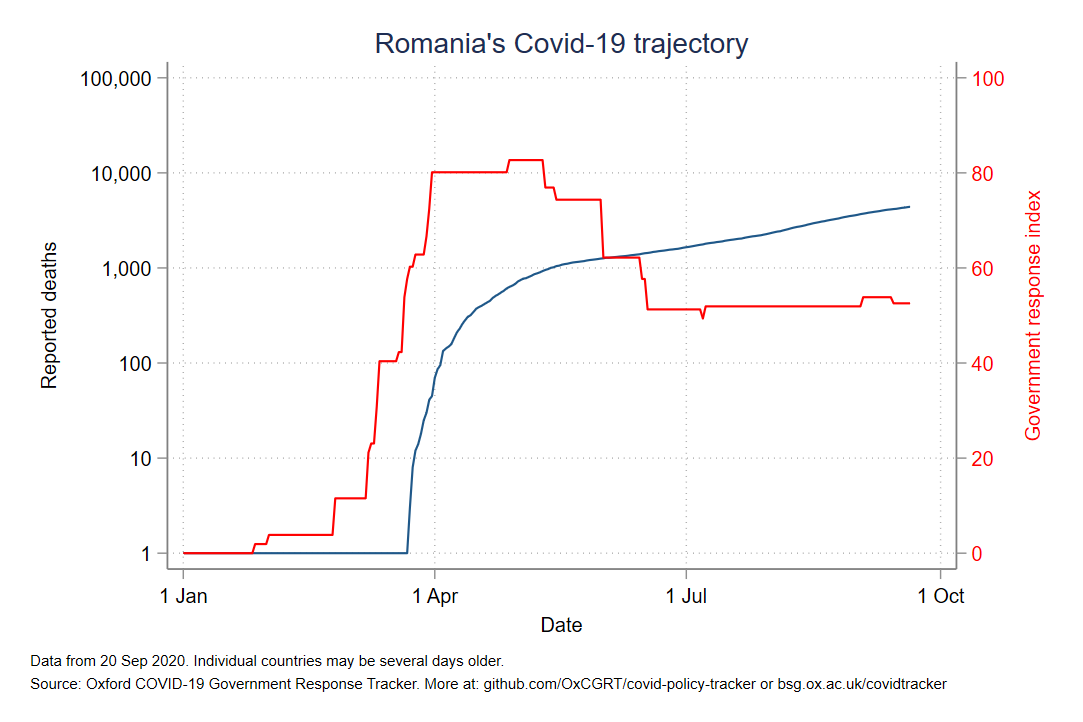 Romania's Covid-19 trajectory
100,000
10,000
1,000
100
10
1
Reported deaths
100
80
60
40
20
0
Government response index
1 Jan
1 Apr
1 Jul
1 Oct
Date
Data from 20 Sep 2020. Individual countries may be several days older.
Source: Oxford COVID-19 Government Response Tracker. More at: github.com/OxCGRT/covid-policy-tracker or bsg.ox.ac.uk/covidtracker